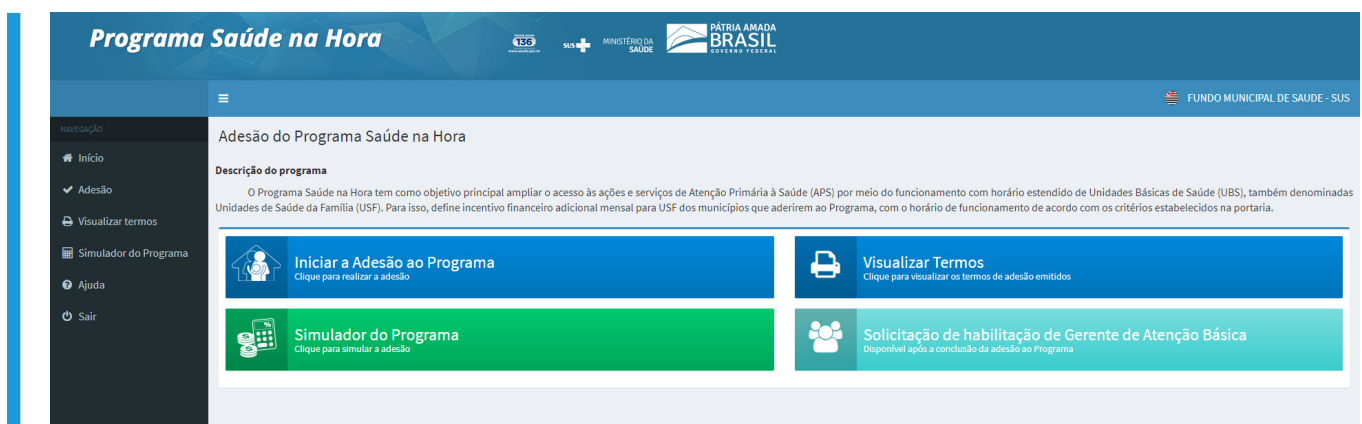 Programa Saúde na Hora
136
SUS
MINISTÉRIO DA
SAÚDE
PÁTRIA AMADA
BRASIL
GOVERNO FEDERAL
FUNDO MUNICIPAL DE SAUDE - SUS
NAVEGAÇÃO
Início
Adesão
Visualizar termos
Simulador do Programa
Ajuda
Sair
Adesão do Programa Saúde na Hora
Descrição do programa
O Programa Saúde na Hora tem como objetivo principal ampliar o acesso às ações e serviços de Atenção Primária à Saúde (APS) por meio do funcionamento com horário estendido de Unidades Básicas de Saúde (UBS), também denominadas
Unidades de Saúde da Família (USF). Para isso, define incentivo financeiro adicional mensal para USF dos municípios que aderirem ao Programa, com o horário de funcionamento de acordo com os critérios estabelecidos na portaria.
Iniciar a Adesão ao Programa
Clique para realizar a adesão
Visualizar Termos
Clique para visualizar os termos de adesão emitidos
Simulador do Programa
Clique para simular a adesão
Solicitação de habilitação de Gerente de Atenção Básica
Disponível após a conclusão da adesão ao Programa